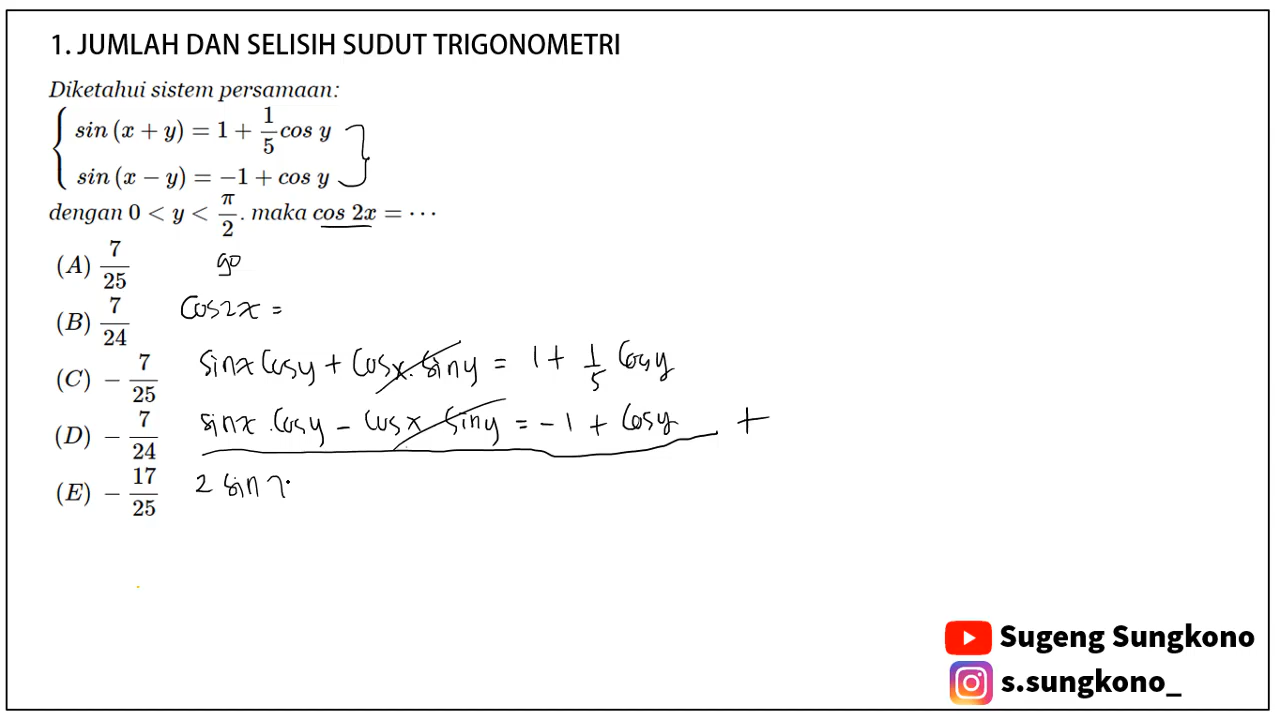 1. JUMLAH DAN SELISIH SUDUT TRIGONOMETRI
Diketahui sistem persamaan:
sin (x + y) = 1 + 1/5 cos y
sin (x − y) = −1 + cos y
dengan 0 < y < π/2. maka cos 2x = ⋯
(A) 7/25
90
(B) 7/24
Cos2x =
(C) − 7/25
sinx Cosy + Cosx. siny = 1 + 1/5 Cosy
(D) − 7/24
sinx . Cosy − Cosx siny = −1 + Cosy +
(E) − 17/25
2 sin x
Sugeng Sungkono
s.sungkono_